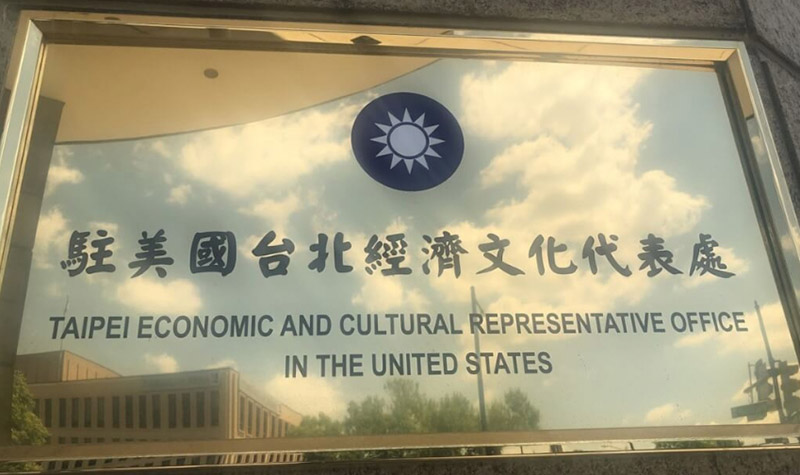 駐美國台北經濟文化代表處
TAIPEI ECONOMIC AND CULTURAL REPRESENTATIVE OFFICE
IN THE UNITED STATES